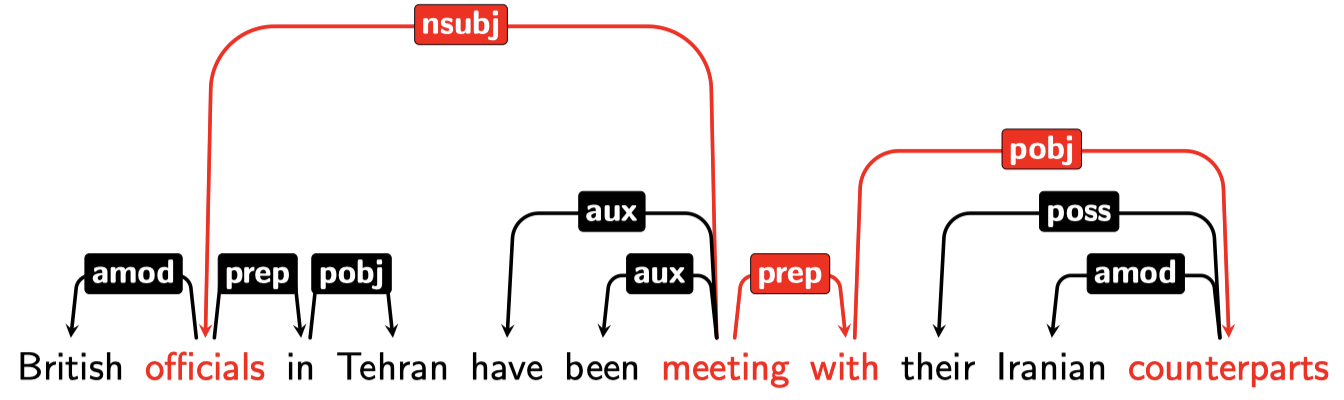 nsubj
pobj
aux poss
amod prep pobj aux prep amod
British officials in Tehran have been meeting with their Iranian counterparts